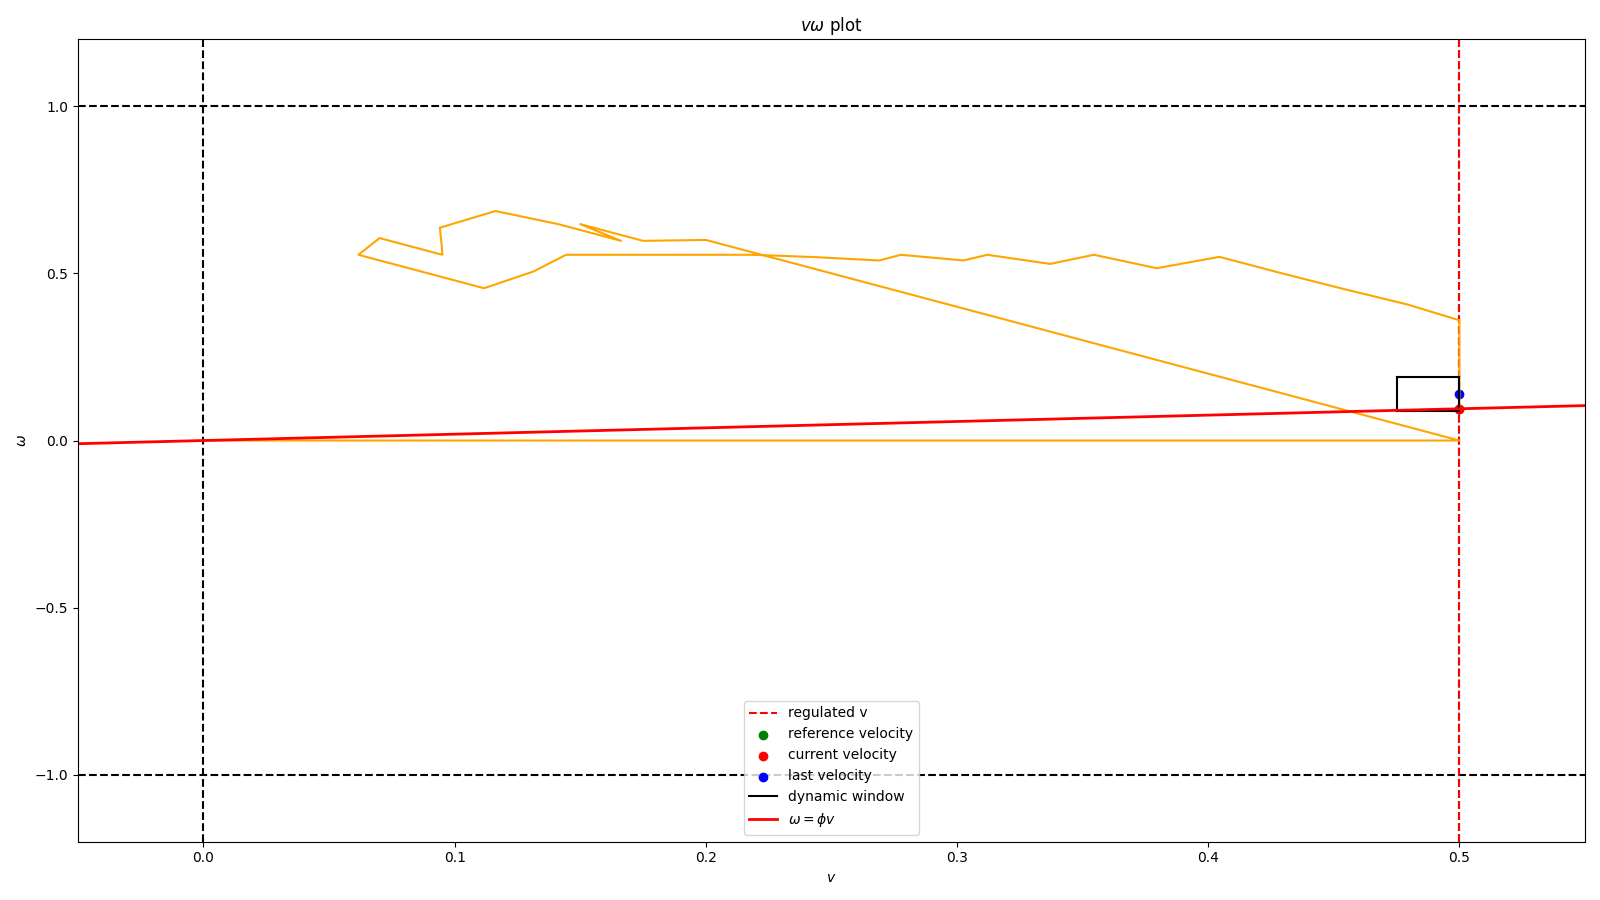 vω plot
1.0
0.5
0.0
−0.5
−1.0
ω
0.0 0.1 0.2 0.3 0.4 0.5
v
regulated v
reference velocity
current velocity
last velocity
dynamic window
ω = ϕv